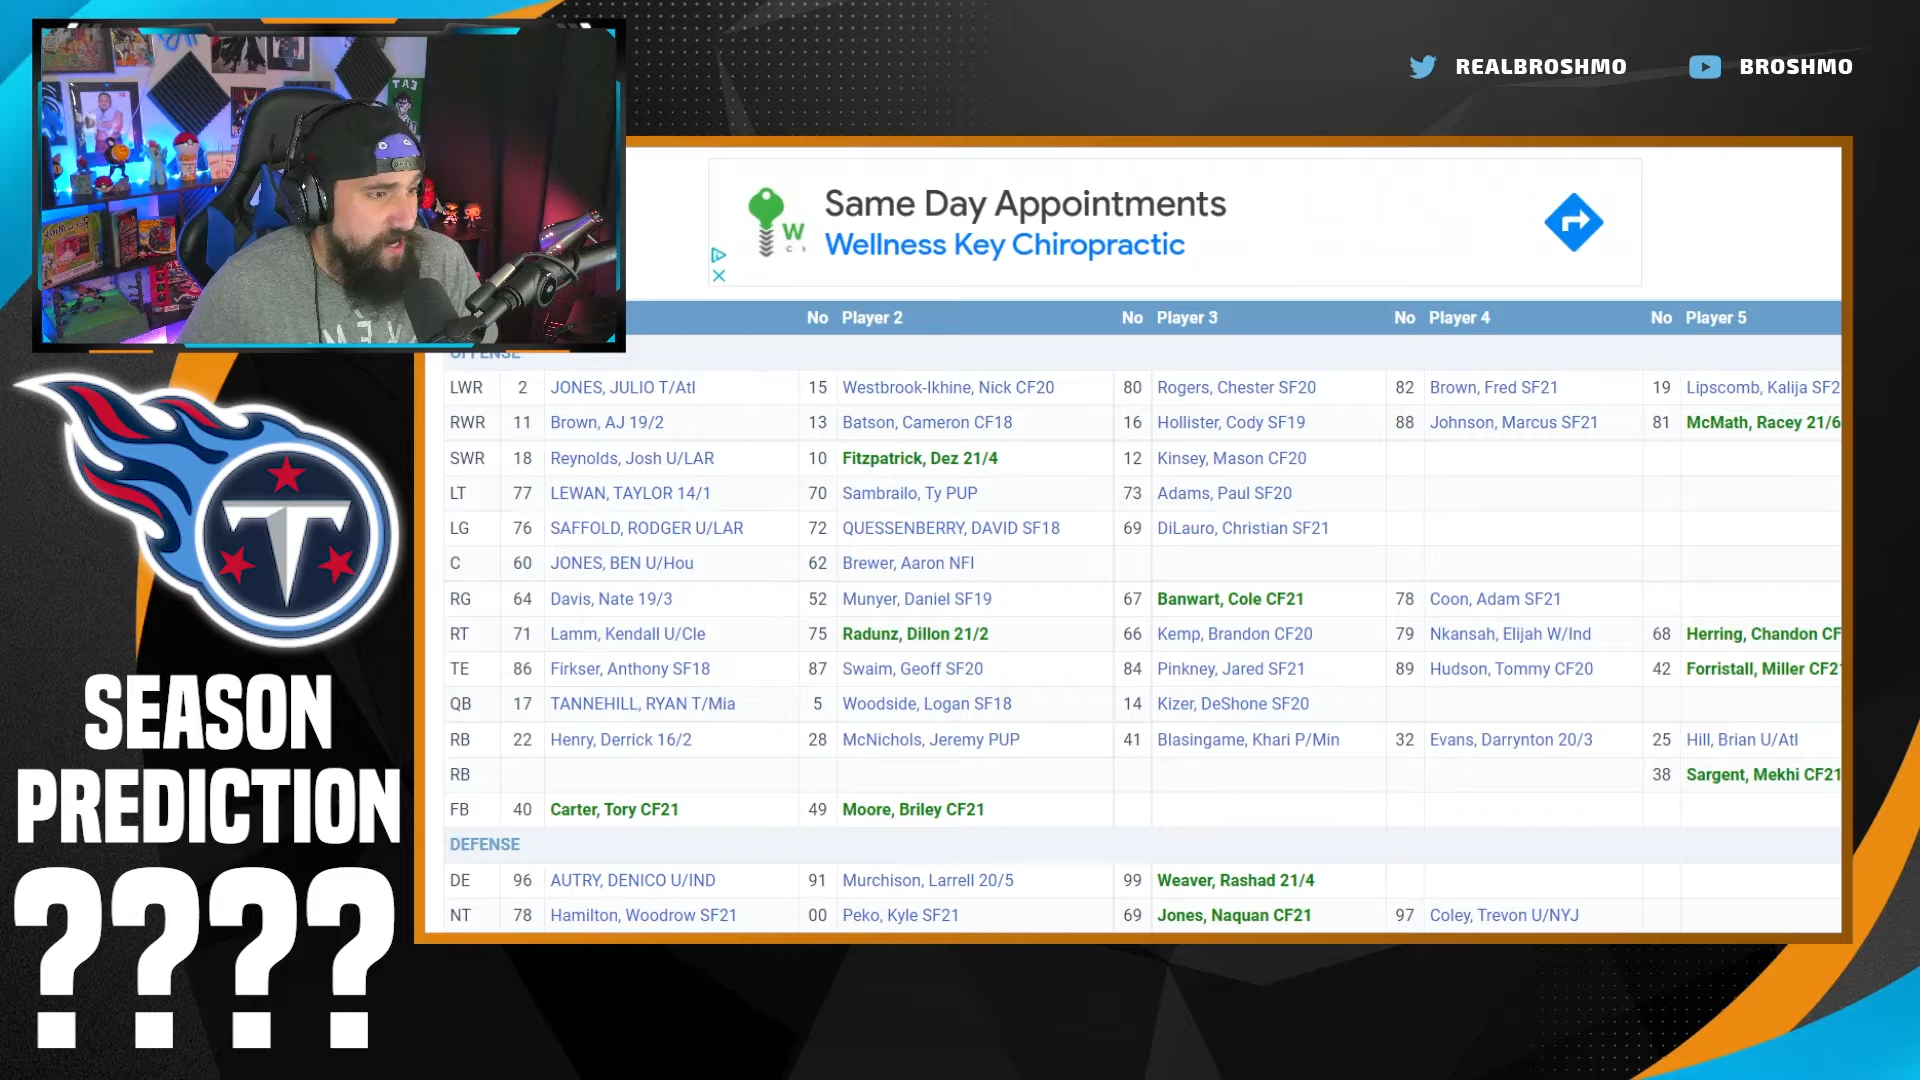 REALBROSHMO BROSHMO
Same Day Appointments
Wellness Key Chiropractic
W
No Player 2 No Player 3 No Player 4 No Player 5
OFFENSE
LWR 2 JONES, JULIO T/Atl 15 Westbrook-Ikhine, Nick CF20 80 Rogers, Chester SF20 82 Brown, Fred SF21 19 Lipscomb, Kalija SF2
RWR 11 Brown, AJ 19/2 13 Batson, Cameron CF18 16 Hollister, Cody SF19 88 Johnson, Marcus SF21 81 McMath, Racey 21/6
SWR 18 Reynolds, Josh U/LAR 10 Fitzpatrick, Dez 21/4 12 Kinsey, Mason CF20
LT 77 LEWAN, TAYLOR 14/1 70 Sambrailo, Ty PUP 73 Adams, Paul SF20
LG 76 SAFFOLD, RODGER U/LAR 72 QUESSENBERRY, DAVID SF18 69 DiLauro, Christian SF21
C 60 JONES, BEN U/Hou 62 Brewer, Aaron NFI
RG 64 Davis, Nate 19/3 52 Munyer, Daniel SF19 67 Banwart, Cole CF21 78 Coon, Adam SF21
RT 71 Lamm, Kendall U/Cle 75 Radunz, Dillon 21/2 66 Kemp, Brandon CF20 79 Nkansah, Elijah W/Ind 68 Herring, Chandon CF
TE 86 Firkser, Anthony SF18 87 Swaim, Geoff SF20 84 Pinkney, Jared SF21 89 Hudson, Tommy CF20 42 Forristall, Miller CF2
QB 17 TANNEHILL, RYAN T/Mia 5 Woodside, Logan SF18 14 Kizer, DeShone SF20
RB 22 Henry, Derrick 16/2 28 McNichols, Jeremy PUP 41 Blasingame, Khari P/Min 32 Evans, Darrynton 20/3 25 Hill, Brian U/Atl
RB 38 Sargent, Mekhi CF21
FB 40 Carter, Tory CF21 49 Moore, Briley CF21
DEFENSE
DE 96 AUTRY, DENICO U/IND 91 Murchison, Larrell 20/5 99 Weaver, Rashad 21/4
NT 78 Hamilton, Woodrow SF21 00 Peko, Kyle SF21 69 Jones, Naquan CF21 97 Coley, Trevon U/NYJ
T
SEASON
PREDICTION
????